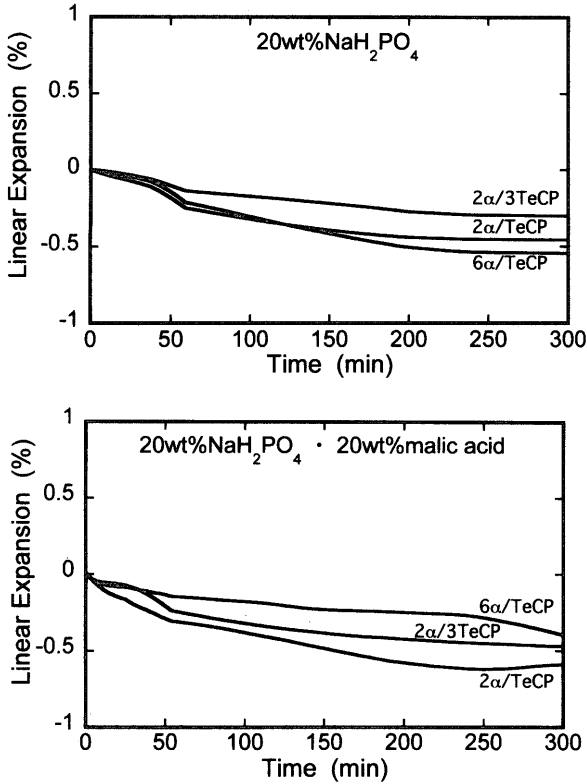 1
20wt%NaH2PO4
0.5
Linear Expansion (%)
0
2α/3TeCP
2α/TeCP
-0.5
6α/TeCP
-1
0 50 100 150 200 250 300
Time (min)
1
20wt%NaH2PO4 · 20wt%malic acid
0.5
Linear Expansion (%)
0
6α/TeCP
2α/3TeCP
-0.5
2α/TeCP
-1
0 50 100 150 200 250 300
Time (min)